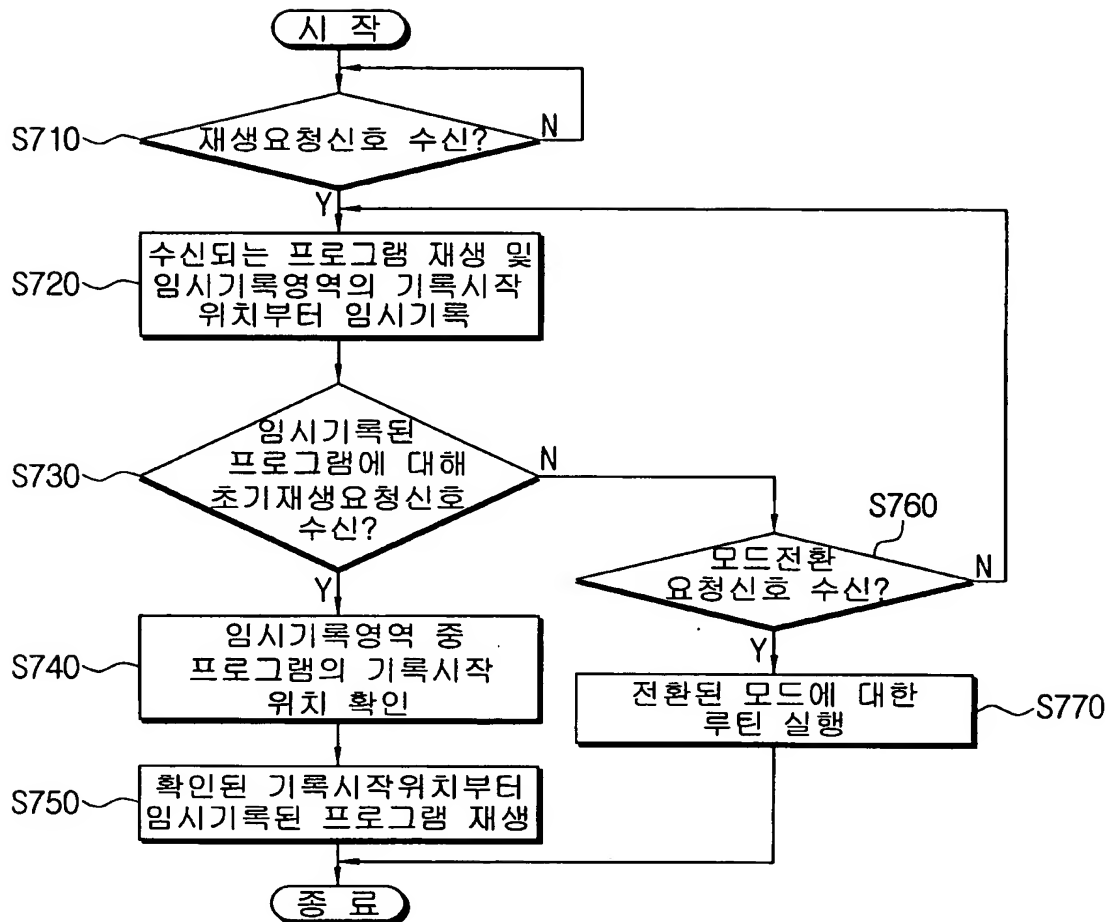 시 작
S710
재생요청신호 수신?
N
Y
S720
수신되는 프로그램 재생 및
임시기록영역의 기록시작
위치부터 임시기록
S730
임시기록된
프로그램에 대해
초기재생요청신호
수신?
N
Y
S760
모드전환
요청신호 수신?
N
Y
S740
임시기록영역 중
프로그램의 기록시작
위치 확인
전환된 모드에 대한
루틴 실행
S770
S750
확인된 기록시작위치부터
임시기록된 프로그램 재생
종 료